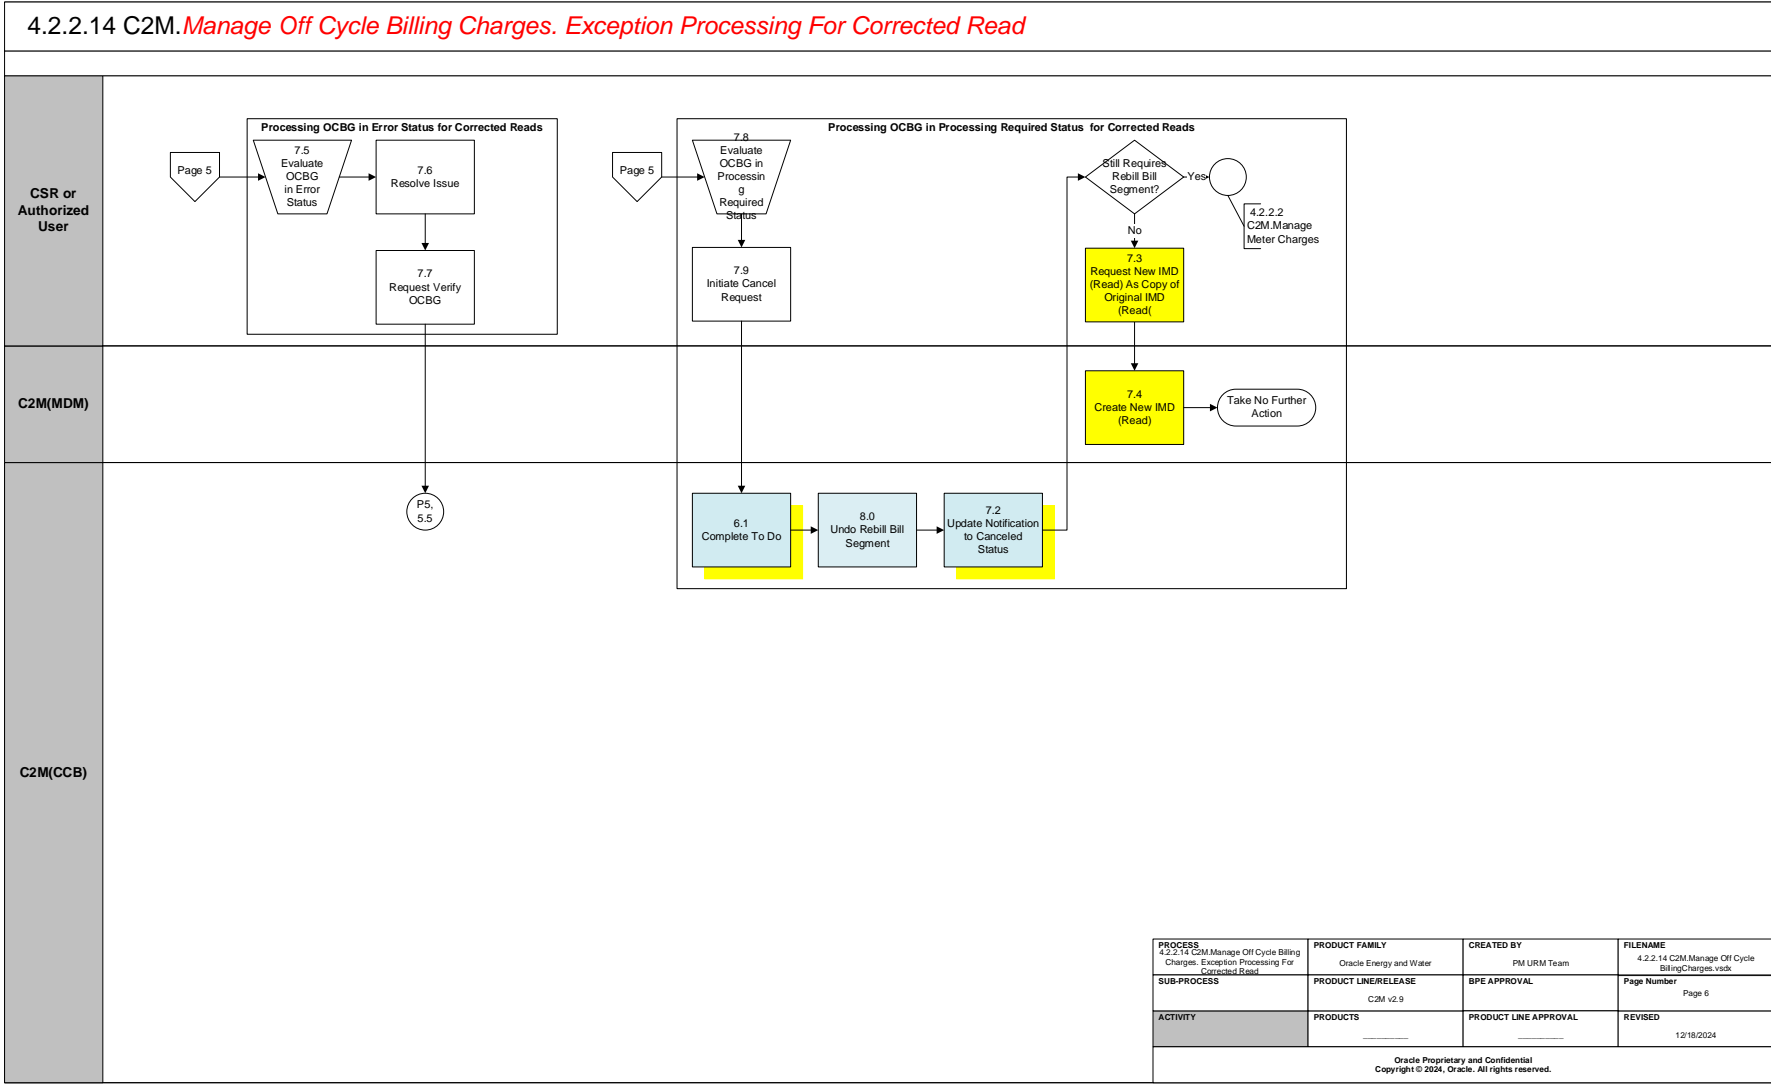 4.2.2.14 C2M.Manage Off Cycle Billing Charges. Exception Processing For Corrected Read
CSR or
Authorized
User
Processing OCBG in Error Status for Corrected Reads
Page 5
7.5
Evaluate
OCBG
in Error
Status
7.6
Resolve Issue
7.7
Request Verify
OCBG
Processing OCBG in Processing Required Status for Corrected Reads
Page 5
7.8
Evaluate
OCBG in
Processin
g
Required
Status
7.9
Initiate Cancel
Request
Still Requires
Rebill Bill
Segment?
Yes
4.2.2.2
C2M.Manage
Meter Charges
No
7.3
Request New IMD
(Read) As Copy of
Original IMD
(Read(
C2M(MDM)
7.4
Create New IMD
(Read)
Take No Further
Action
C2M(CCB)
P5,
5.5
6.1
Complete To Do
8.0
Undo Rebill Bill
Segment
7.2
Update Notification
to Canceled
Status
PROCESS
4.2.2.14 C2M.Manage Off Cycle Billing
Charges. Exception Processing For
Corrected Read
PRODUCT FAMILY
Oracle Energy and Water
CREATED BY
PM URM Team
FILENAME
4.2.2.14 C2M.Manage Off Cycle
BillingCharges.vsdx
SUB-PROCESS
PRODUCT LINE/RELEASE
C2M v2.9
BPE APPROVAL
Page Number
Page 6
ACTIVITY
PRODUCTS
PRODUCT LINE APPROVAL
REVISED
12/18/2024
Oracle Proprietary and Confidential
Copyright © 2024, Oracle. All rights reserved.